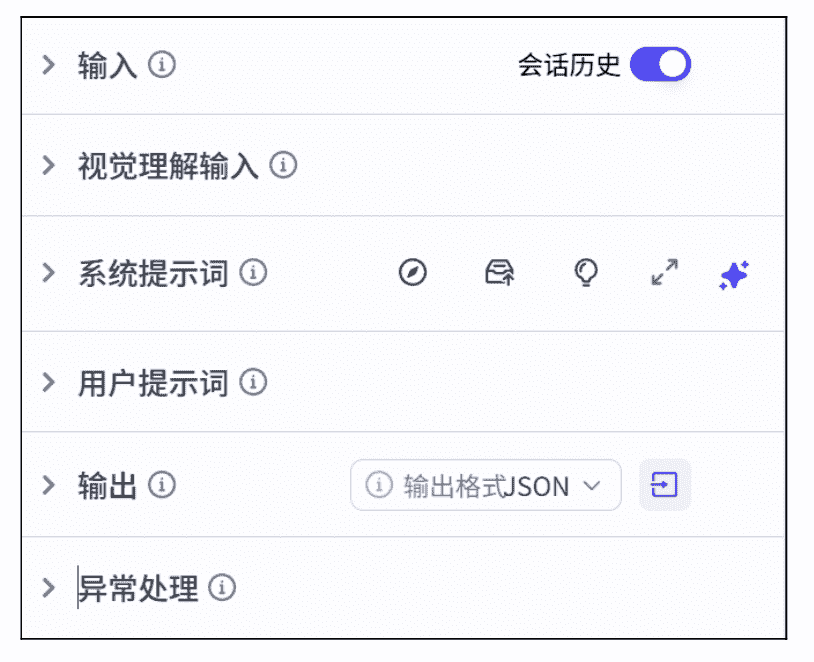 输入
会话历史
视觉理解输入
系统提示词
用户提示词
输出
输出格式JSON
异常处理